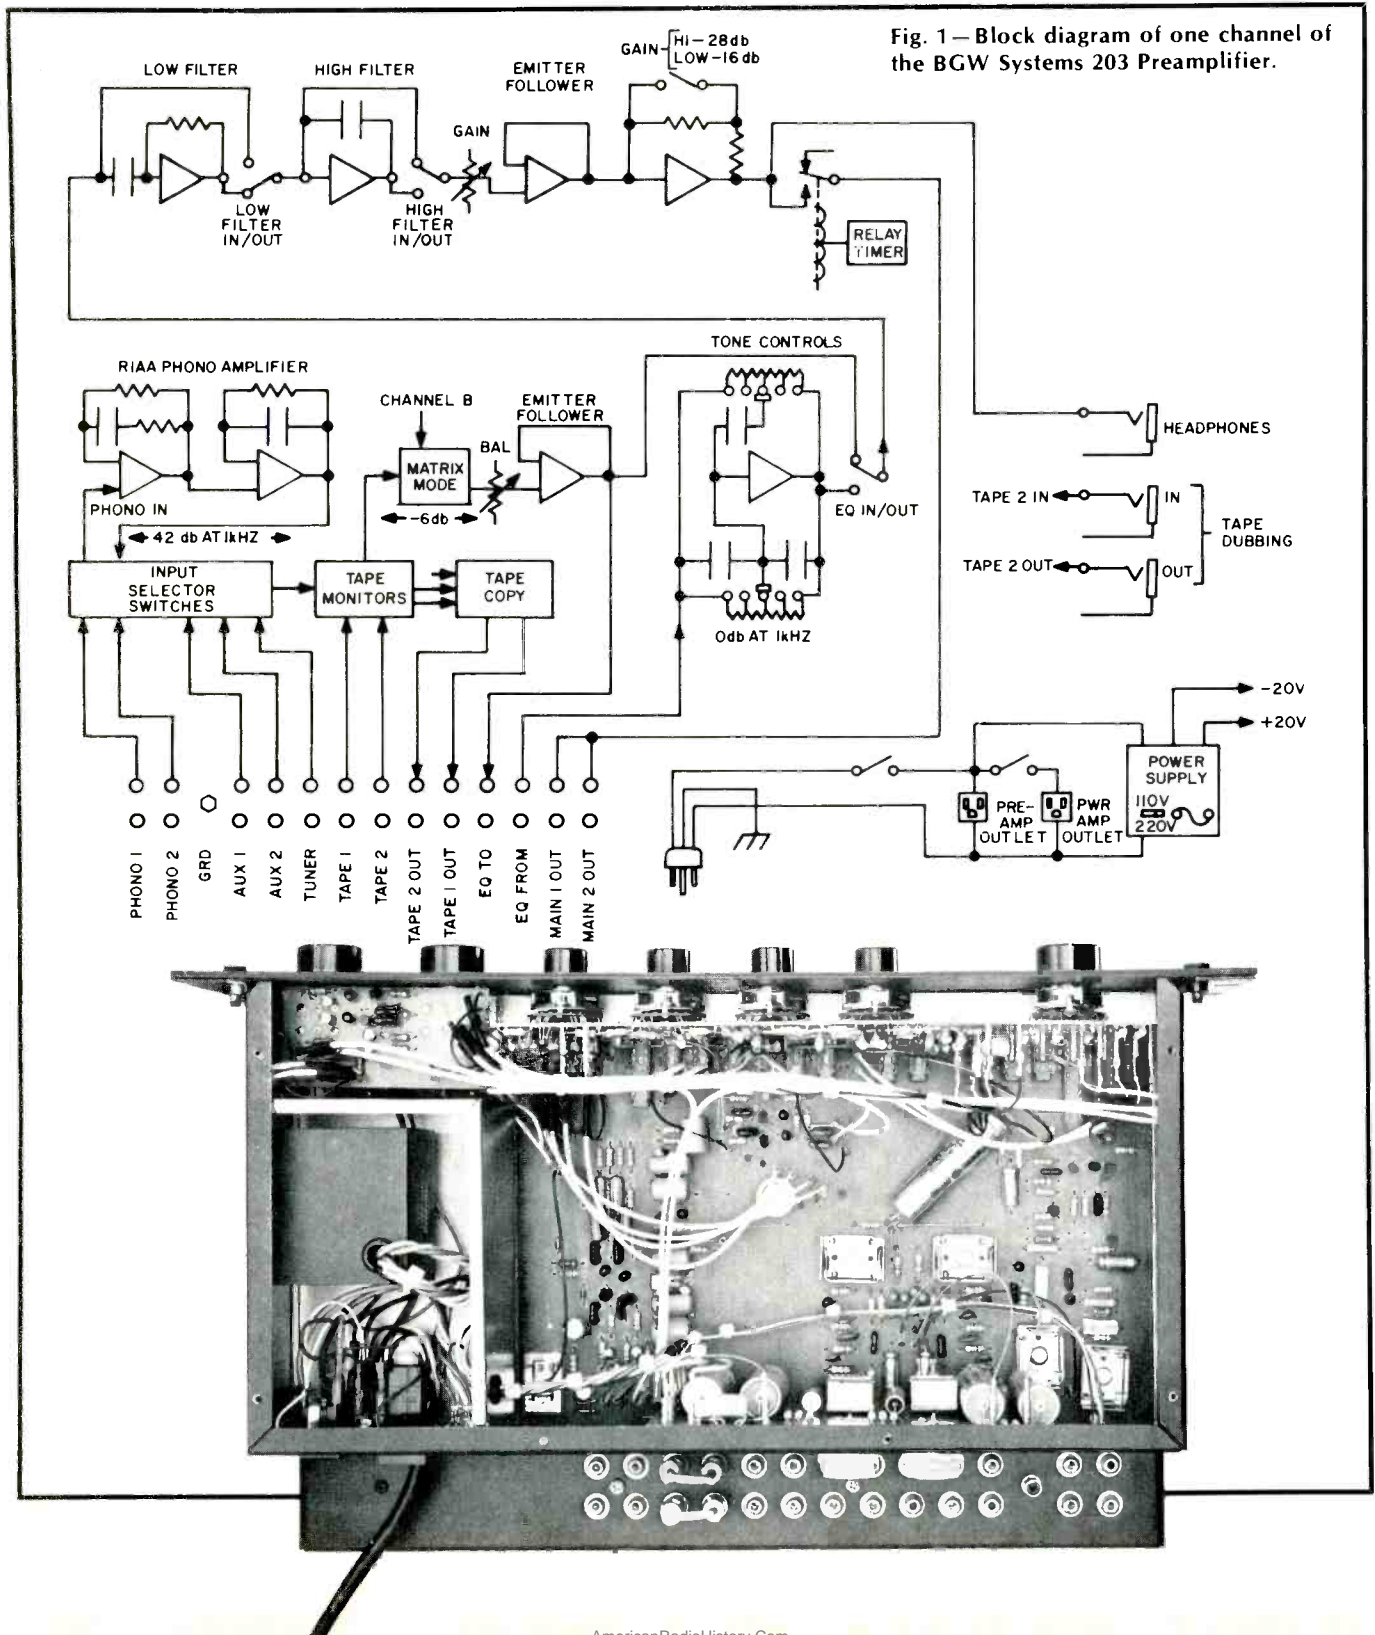 Fig. 1—Block diagram of one channel of
the BGW Systems 203 Preamplifier.
LOW FILTER
HIGH FILTER
EMITTER
FOLLOWER
GAIN
HI-28db
LOW-16db
GAIN
LOW
FILTER
IN/OUT
HIGH
FILTER
IN/OUT
RELAY
TIMER
TONE CONTROLS
RIAA PHONO AMPLIFIER
CHANNEL B
EMITTER
FOLLOWER
BAL
MATRIX
MODE
-6db
PHONO IN
42 db AT 1kHZ
EQ IN/OUT
HEADPHONES
TAPE 2 IN
IN
TAPE
DUBBING
TAPE 2 OUT
OUT
INPUT
SELECTOR
SWITCHES
TAPE
MONITORS
TAPE
COPY
0db AT 1kHZ
-20V
+20V
POWER
SUPPLY
110V
220V
PRE-
AMP
OUTLET
PWR
AMP
OUTLET
PHONO 1
PHONO 2
GRD
AUX 1
AUX 2
TUNER
TAPE 1
TAPE 2
TAPE 2 OUT
TAPE 1 OUT
EQ TO
EQ FROM
MAIN 1 OUT
MAIN 2 OUT
AmericanRadioHistory.Com